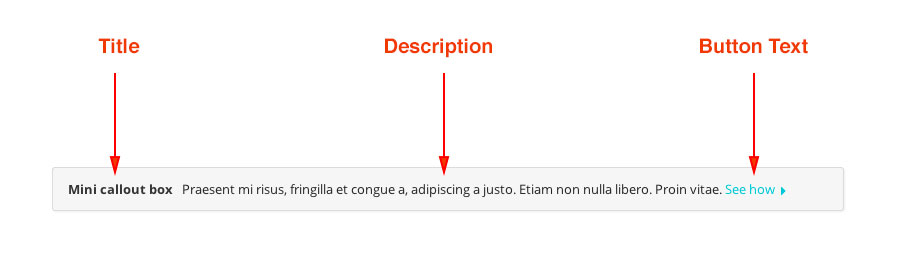 Title Description Button Text
Mini callout box Praesent mi risus, fringilla et congue a, adipiscing a justo. Etiam non nulla libero. Proin vitae. See how